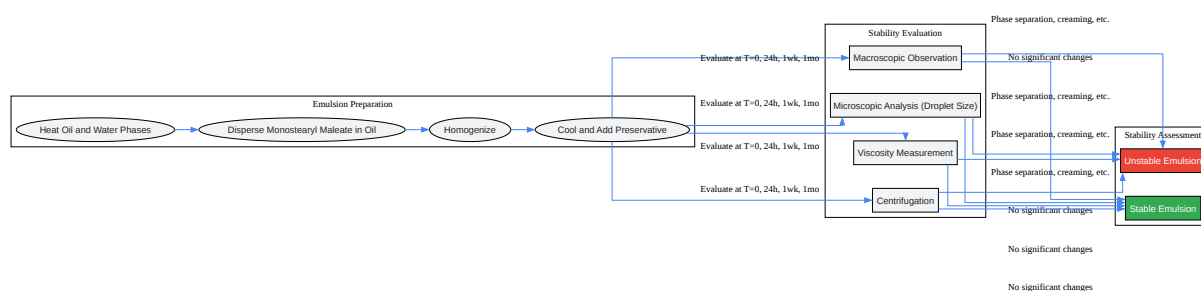 Emulsion Preparation
Heat Oil and Water Phases
Disperse Monostearyl Maleate in Oil
Homogenize
Cool and Add Preservative
Evaluate at T=0, 24h, 1wk, 1mo
Evaluate at T=0, 24h, 1wk, 1mo
Evaluate at T=0, 24h, 1wk, 1mo
Evaluate at T=0, 24h, 1wk, 1mo
Stability Evaluation
Macroscopic Observation
Microscopic Analysis (Droplet Size)
Viscosity Measurement
Centrifugation
Phase separation, creaming, etc.
No significant changes
Phase separation, creaming, etc.
Phase separation, creaming, etc.
Phase separation, creaming, etc.
No significant changes
No significant changes
No significant changes
Stability Assessment
Unstable Emulsion
Stable Emulsion